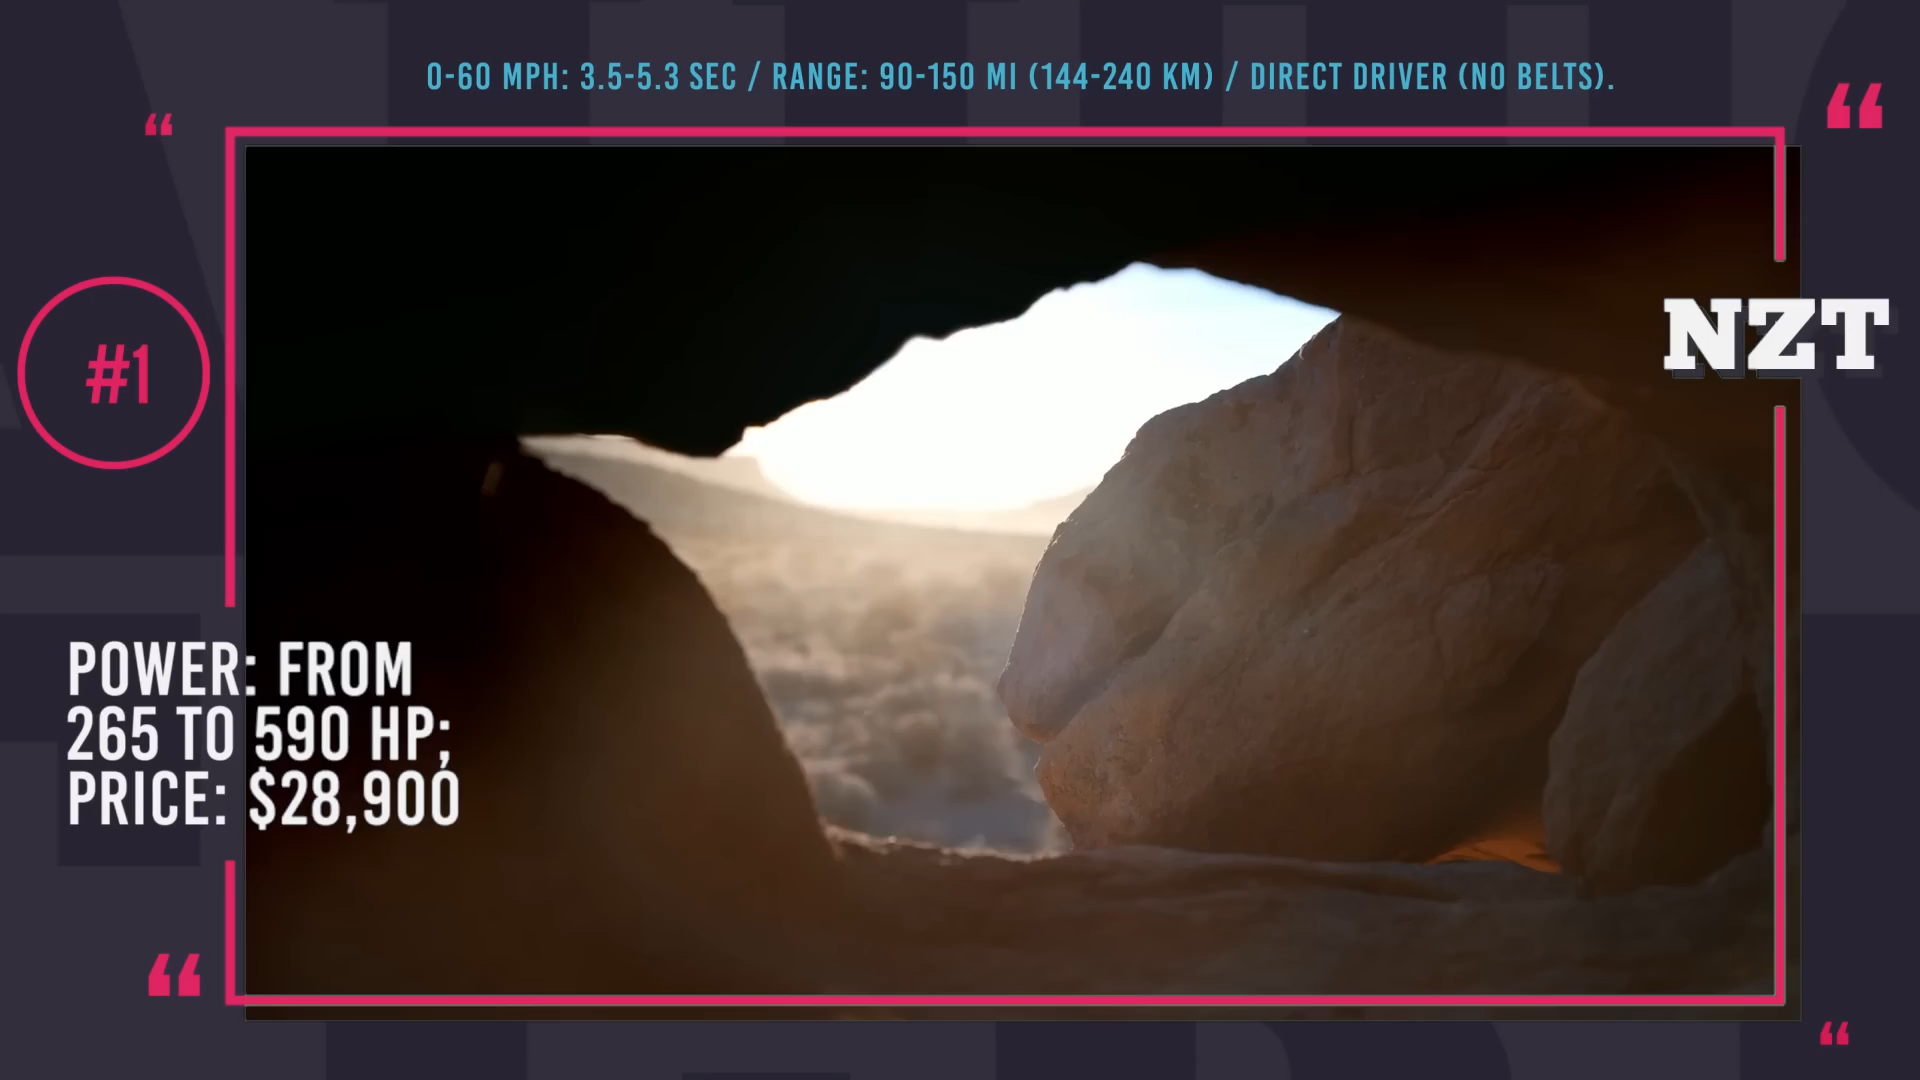 0-60 MPH: 3.5-5.3 SEC / RANGE: 90-150 MI (144-240 KM) / DIRECT DRIVER (NO BELTS).
#1
NZT
POWER: FROM
265 TO 590 HP;
PRICE: $28,900